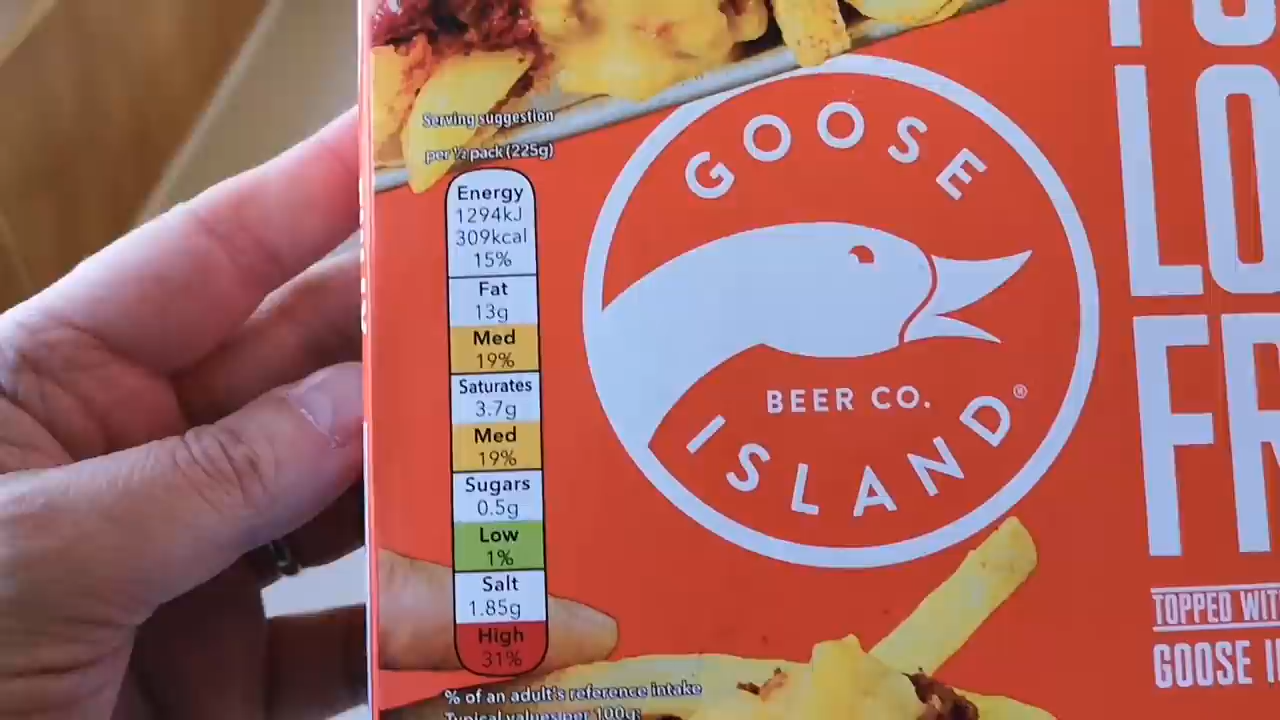 Serving suggestion
per ½ pack (225g)
Energy
1294kJ
309kcal
15%
Fat
13g
Med
19%
Saturates
3.7g
Med
19%
Sugars
0.5g
Low
1%
Salt
1.85g
High
31%
% of an adult's reference intake
Typical values per 100g:
GOOSE
BEER CO.
ISLAND®
LO
FR
TOPPED WIT
GOOSE I